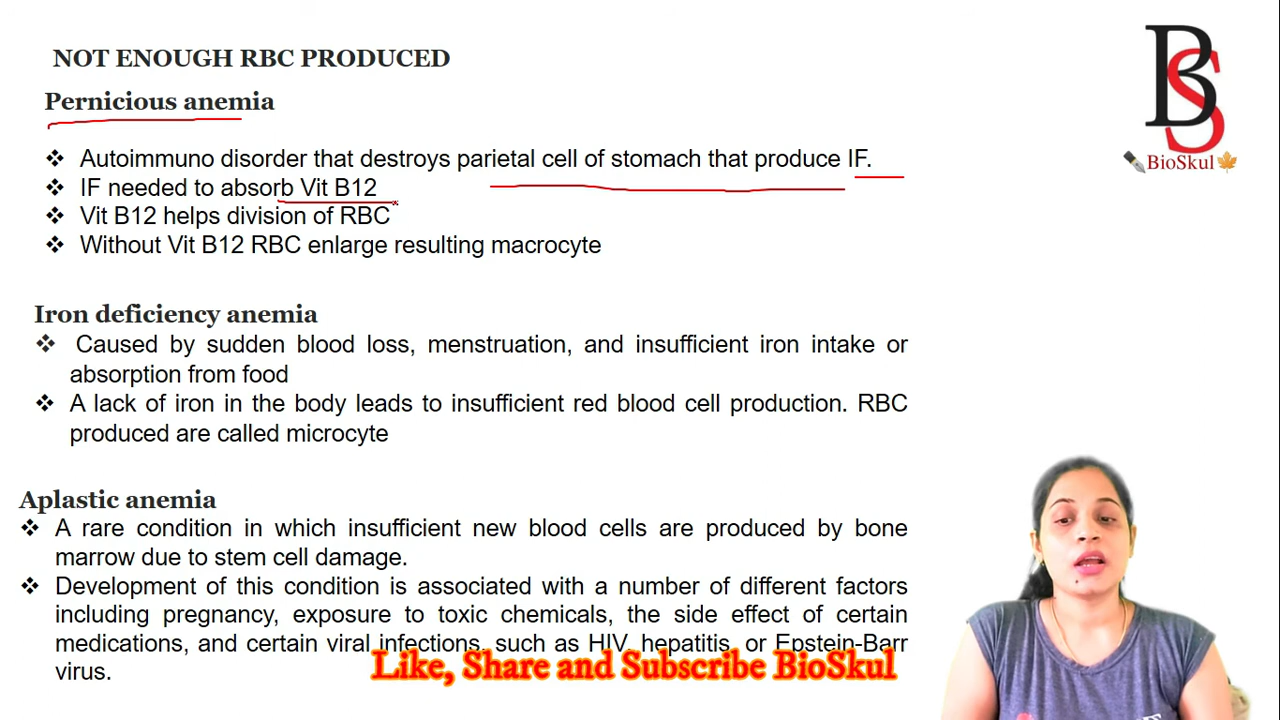 NOT ENOUGH RBC PRODUCED
Pernicious anemia
❖ Autoimmuno disorder that destroys parietal cell of stomach that produce IF.
❖ IF needed to absorb Vit B12
❖ Vit B12 helps division of RBC
❖ Without Vit B12 RBC enlarge resulting macrocyte
Iron deficiency anemia
❖ Caused by sudden blood loss, menstruation, and insufficient iron intake or
absorption from food
❖ A lack of iron in the body leads to insufficient red blood cell production. RBC
produced are called microcyte
Aplastic anemia
❖ A rare condition in which insufficient new blood cells are produced by bone
marrow due to stem cell damage.
❖ Development of this condition is associated with a number of different factors
including pregnancy, exposure to toxic chemicals, the side effect of certain
medications, and certain viral infections, such as HIV, hepatitis, or Epstein-Barr
virus.
Like, Share and Subscribe BioSkul
BS
BioSkul